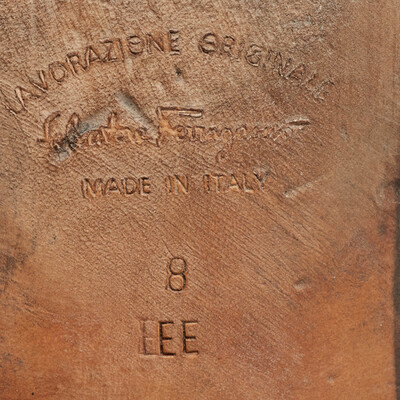 LAVORAZIONE ORIGINALE
Salvatore Ferragamo
MADE IN ITALY
8
EEE